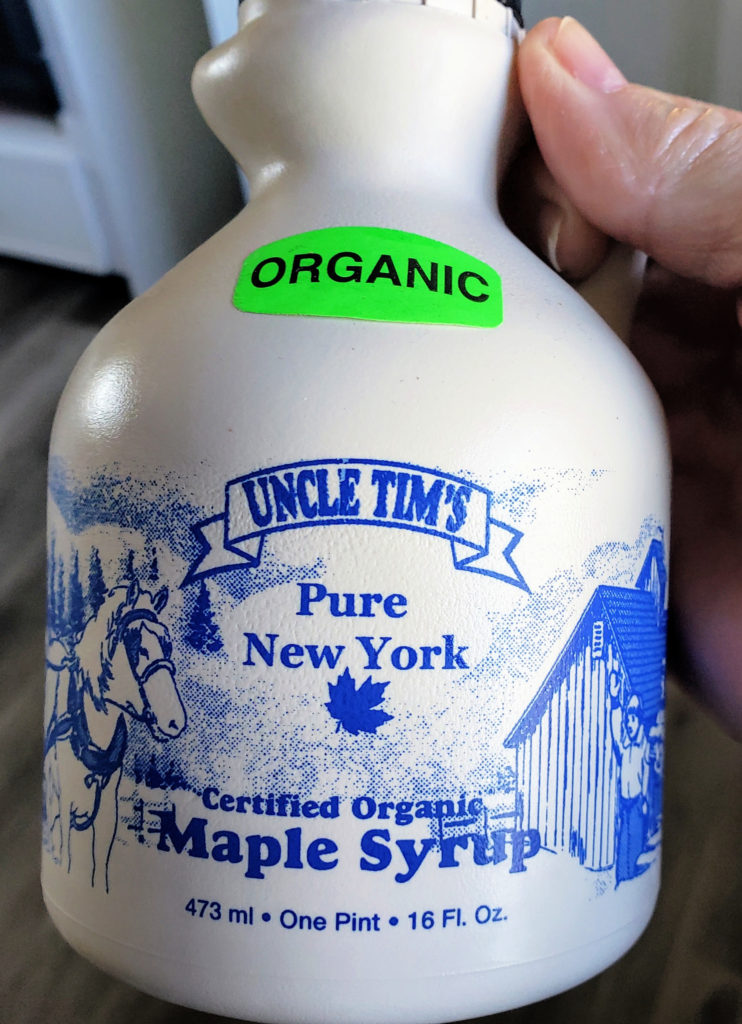 ORGANIC
UNCLE TIM'S
Pure
New York
Certified Organic
Maple Syrup
473 ml • One Pint • 16 Fl. Oz.